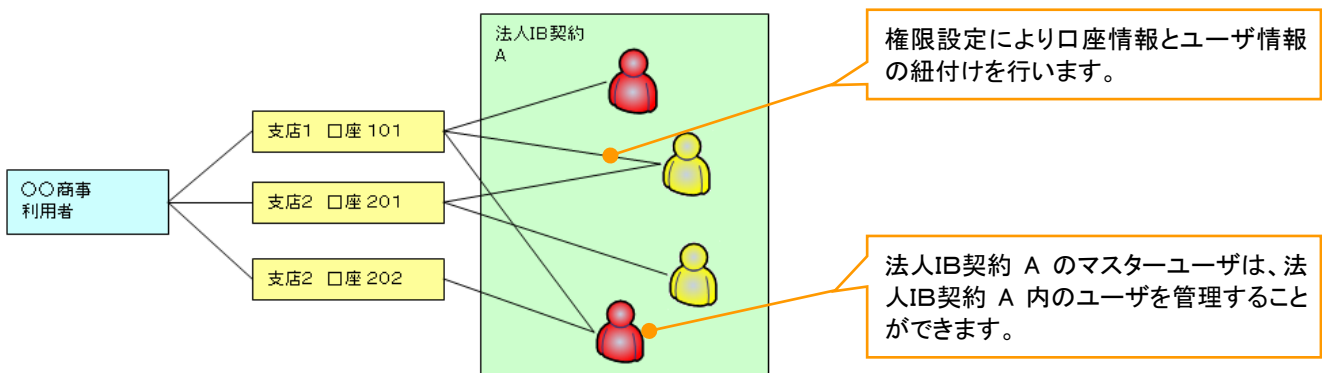 法人IB契約
A
権限設定により口座情報とユーザ情報
の紐付けを行います。
支店1 口座 101
〇〇商事
利用者
支店2 口座 201
支店2 口座 202
法人IB契約 A のマスターユーザは、法
人IB契約 A 内のユーザを管理すること
ができます。